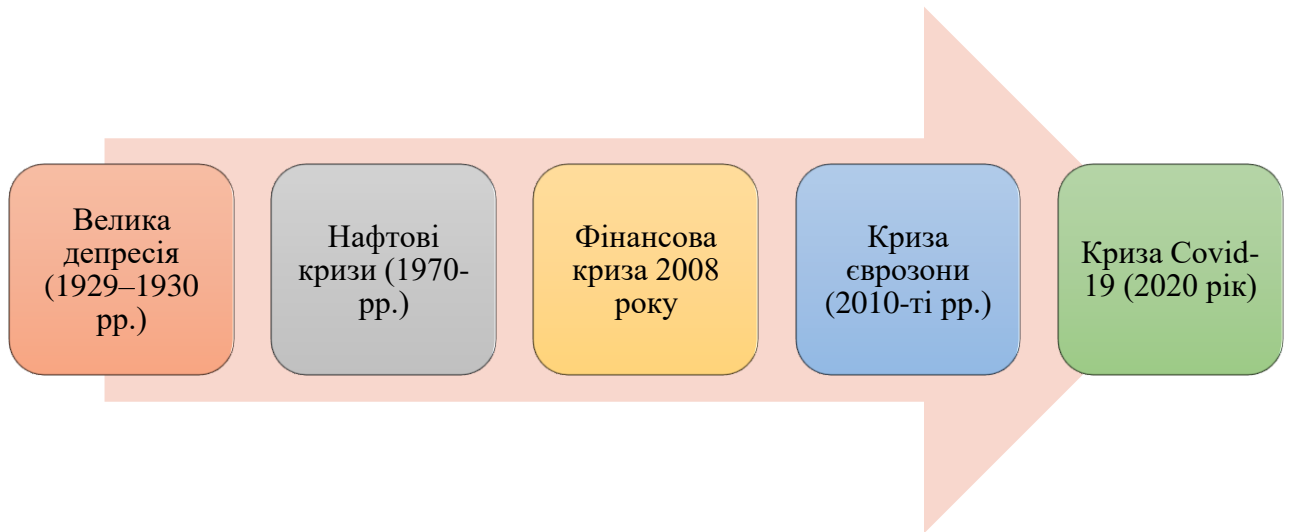 Велика
депресія
(1929–1930
рр.)
Нафтові
кризи (1970-
рр.)
Фінансова
криза 2008
року
Криза
єврозони
(2010-ті рр.)
Криза Covid-
19 (2020 рік)